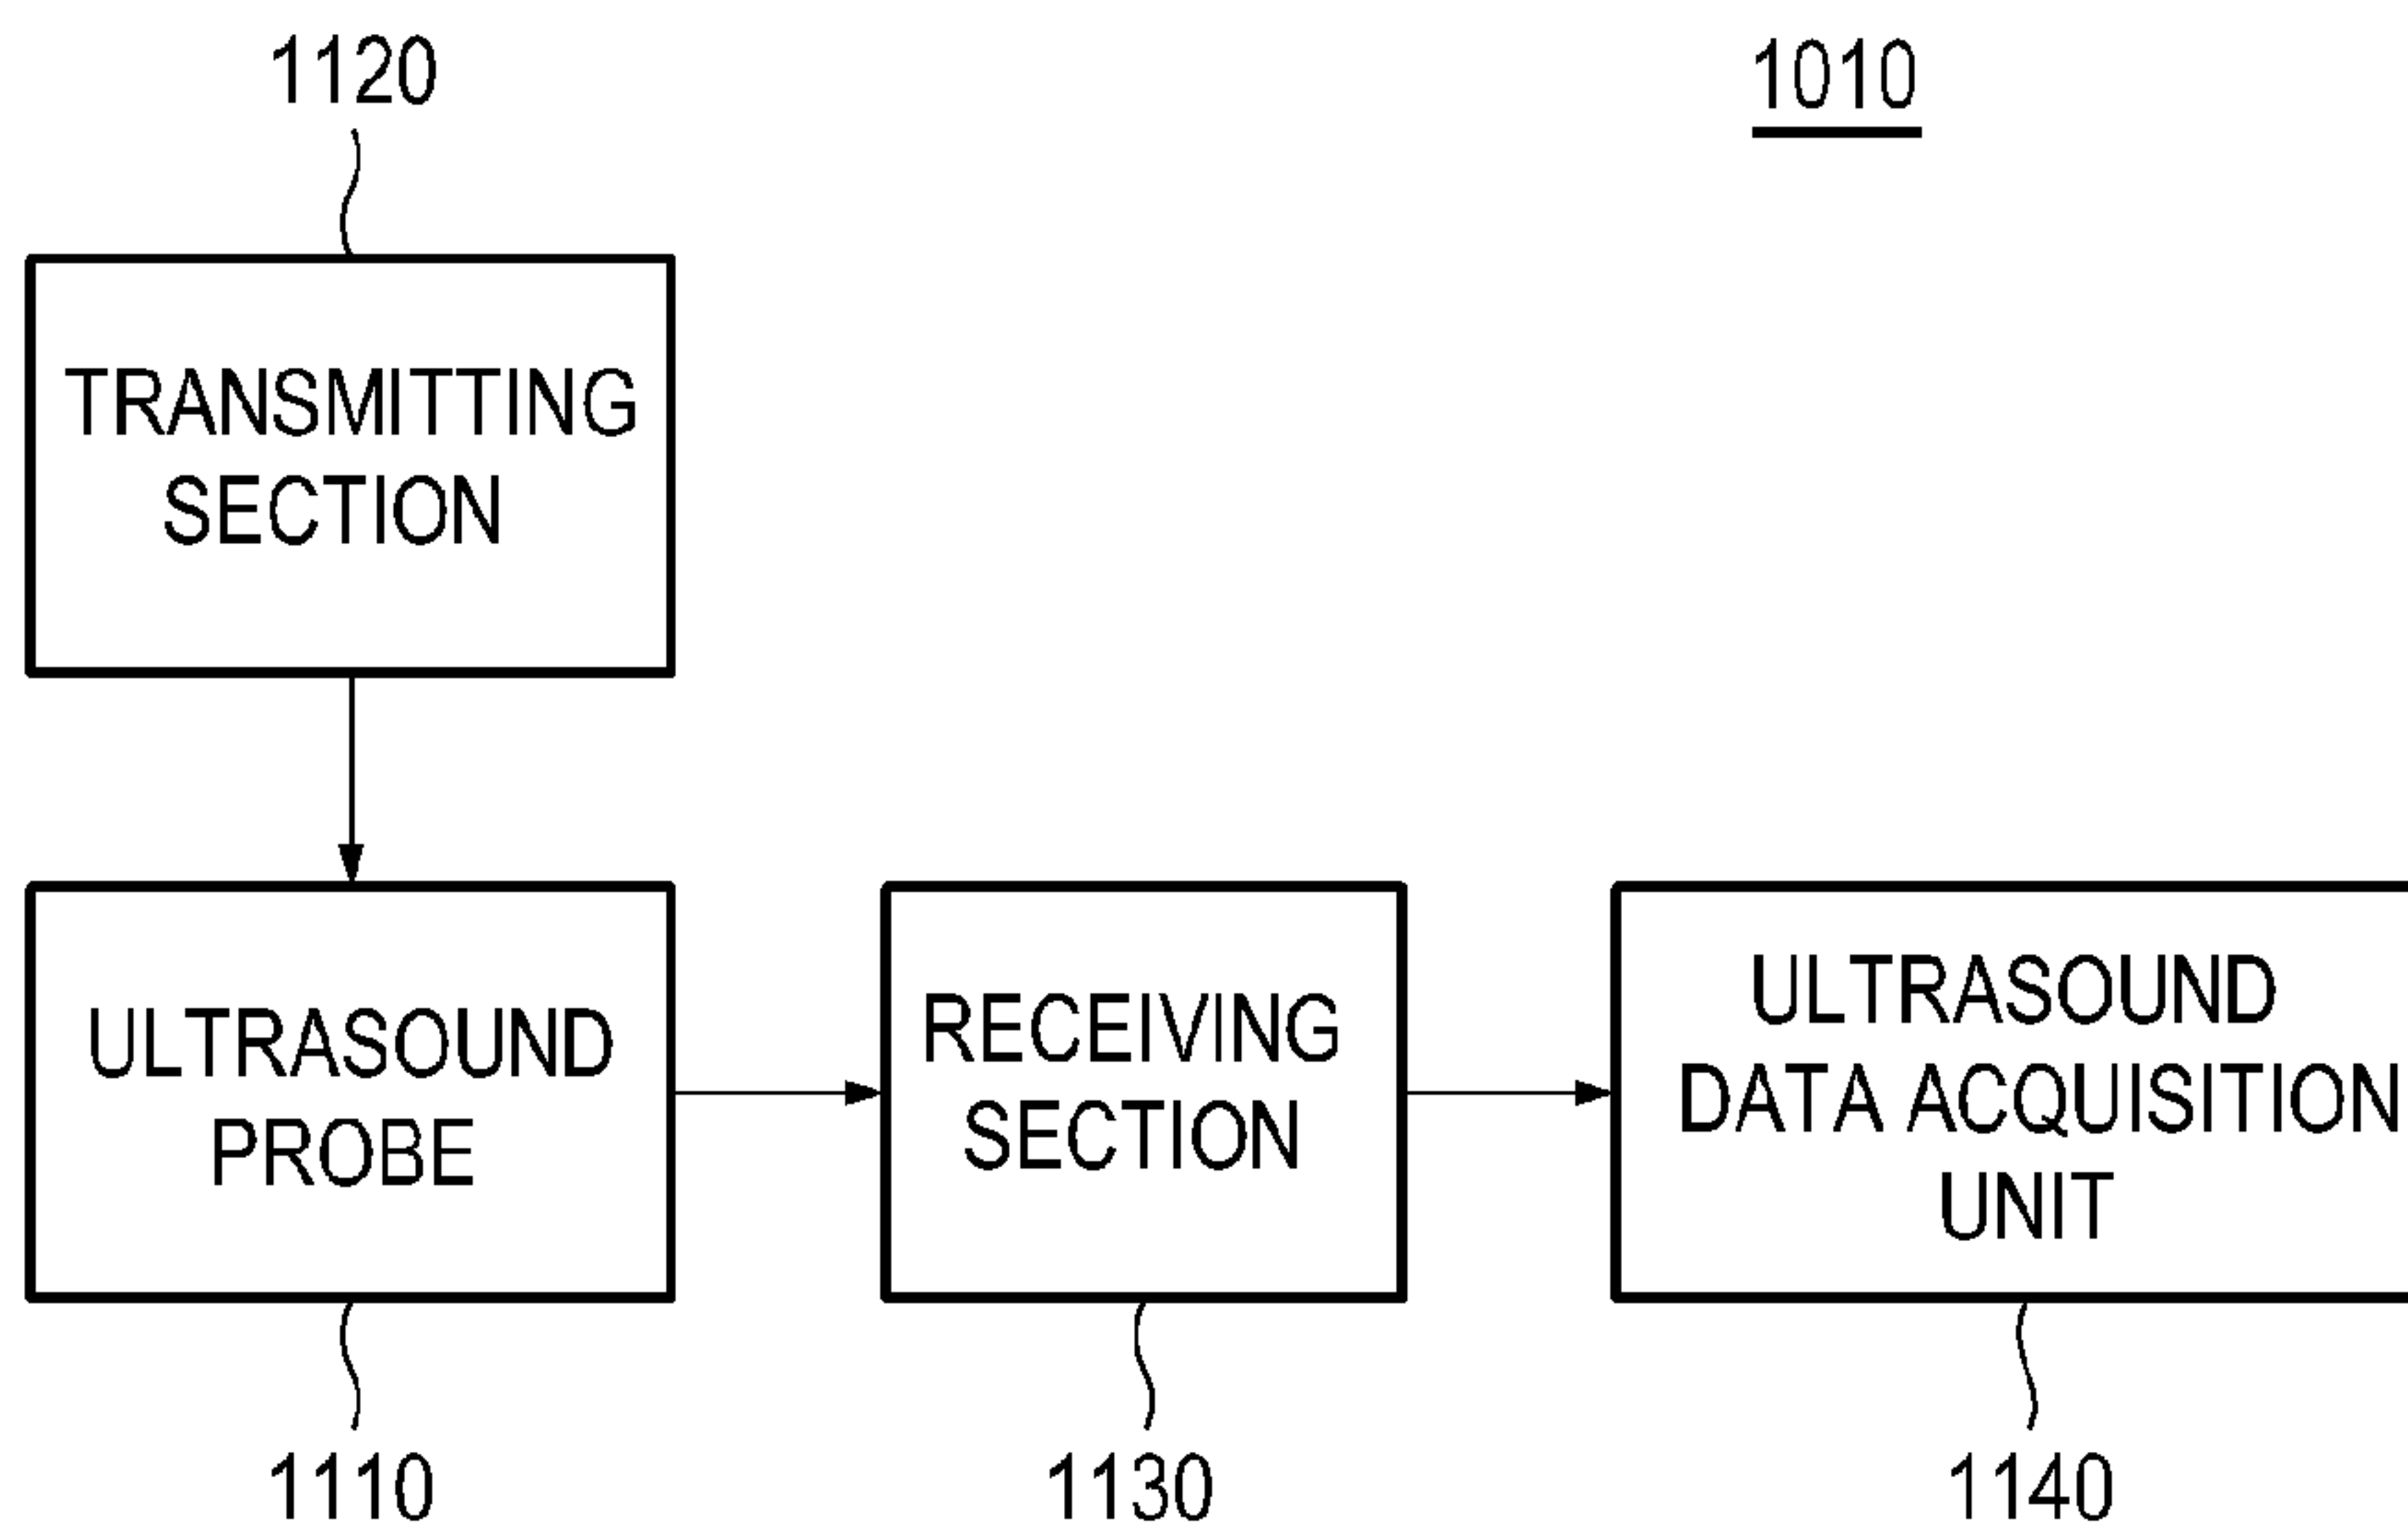 1120
1010
TRANSMITTING
SECTION
ULTRASOUND
PROBE
RECEIVING
SECTION
ULTRASOUND
DATA ACQUISITION
UNIT
1110
1130
1140